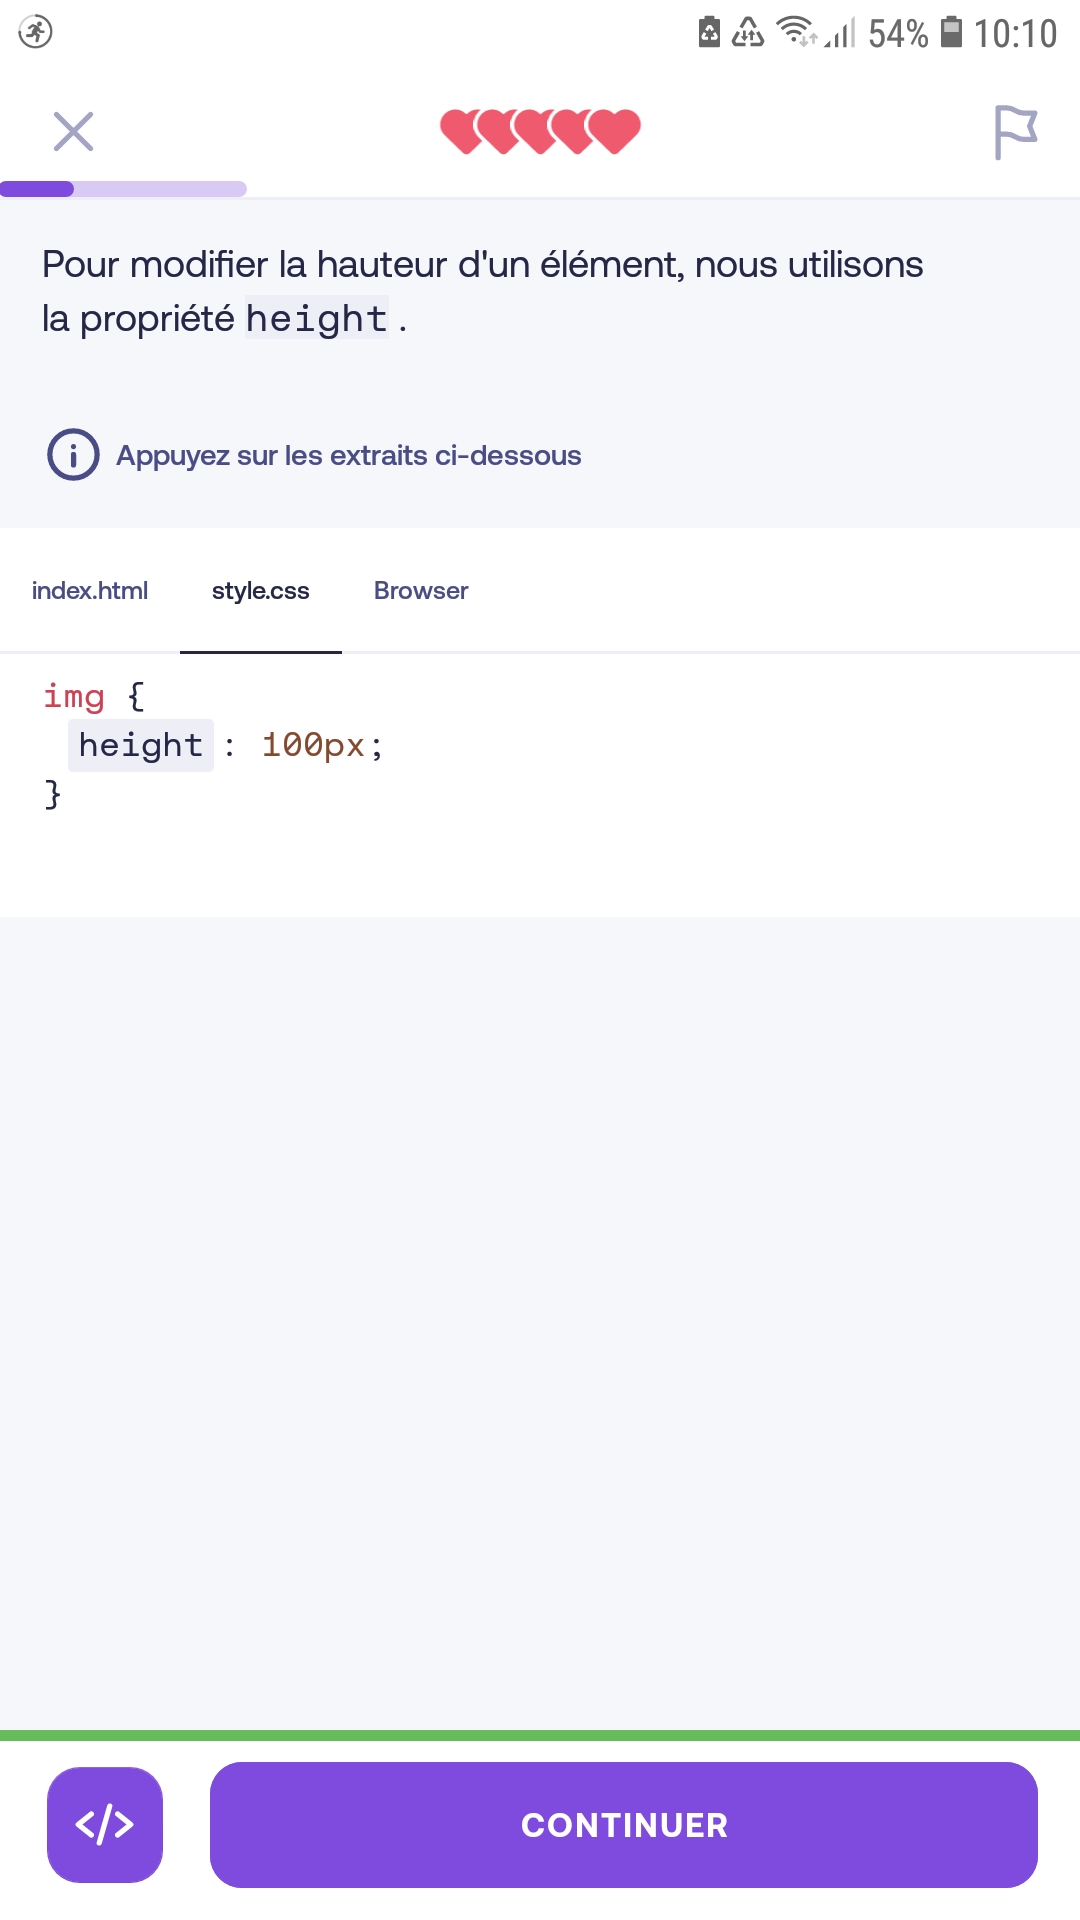 54% 10:10
Pour modifier la hauteur d'un élément, nous utilisons
la propriété height .
Appuyez sur les extraits ci-dessous
index.html style.css Browser
img {
height : 100px;
}
</> CONTINUER